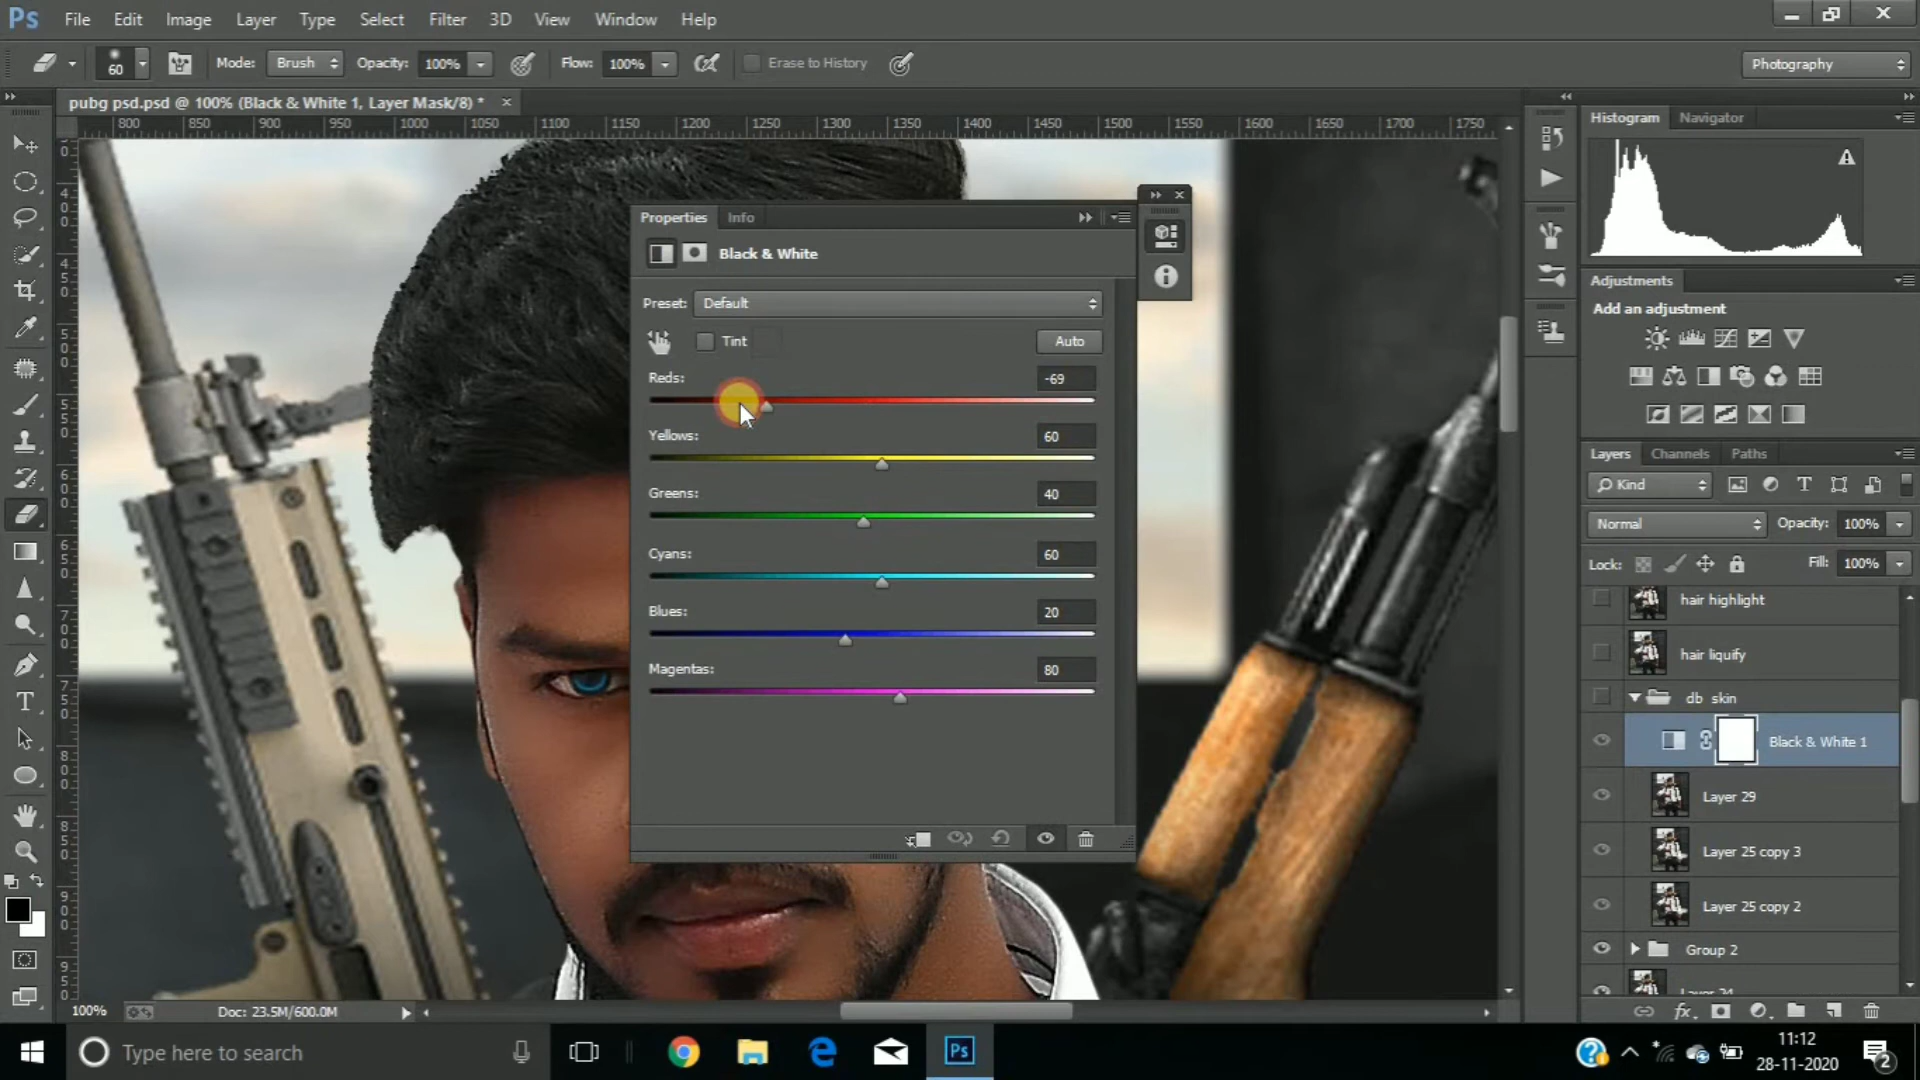 Ps File Edit Image Layer Type Select Filter 3D View Window Help
60 Mode: Brush Opacity: 100% Flow: 100% Erase to History Photography
pubg psd.psd @ 100% (Black & White 1, Layer Mask/8) * ×
800 850 900 950 1000 1050 1100 1150 1200 1250 1300 1350 1400 1450 1500 1550 1600 1650 1700 1750
Histogram Navigator
Properties Info
Black & White
Preset: Default
Tint Auto
Reds: -69
Yellows: 60
Greens: 40
Cyans: 60
Blues: 20
Magentas: 80
Adjustments
Add an adjustment
Layers Channels Paths
Kind
Normal Opacity: 100%
Lock: Fill: 100%
hair highlight
hair liquify
db skin
Black & White 1
Layer 29
Layer 25 copy 3
Layer 25 copy 2
Group 2
100% Doc: 23.5M/600.0M
Type here to search
Ps
11:12
28-11-2020
2